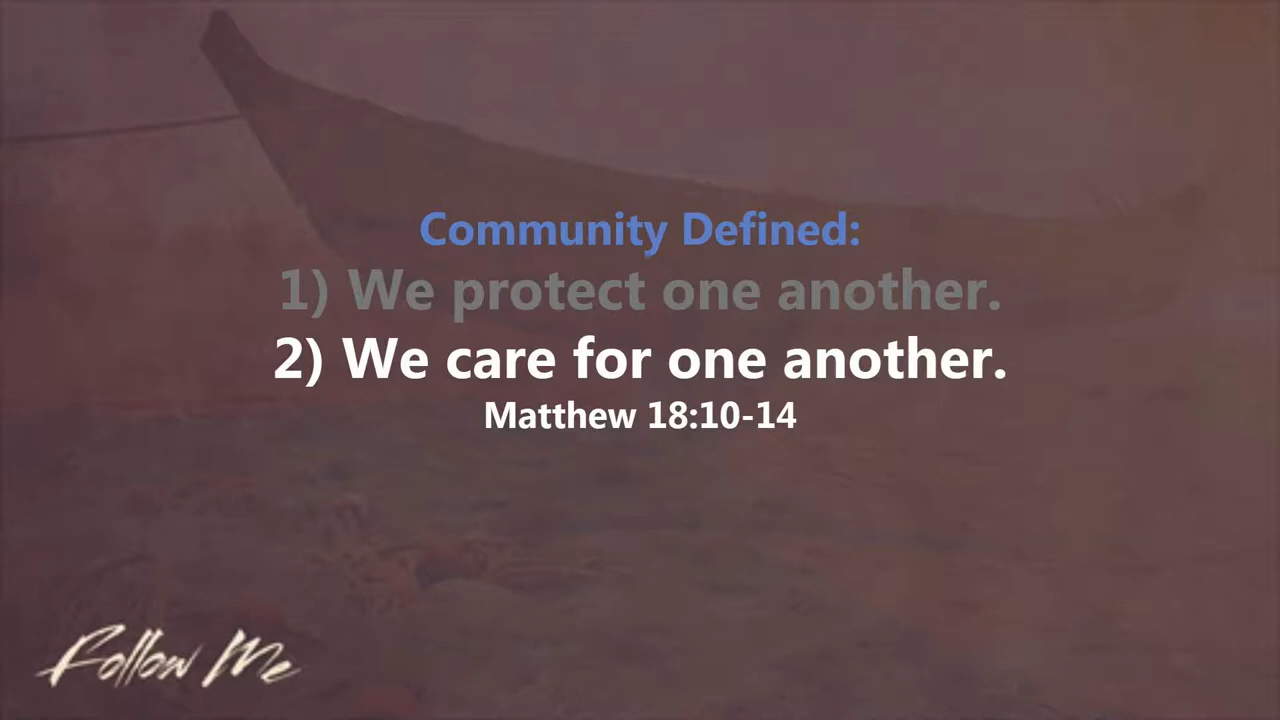 Community Defined:
1) We protect one another.
2) We care for one another.
Matthew 18:10-14
Follow Me